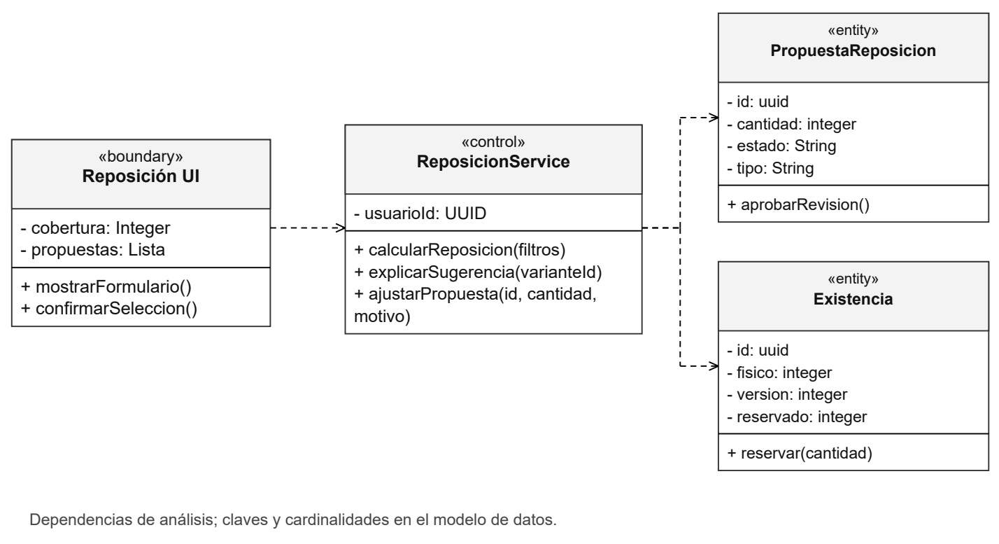 «boundary»
Reposición UI
- cobertura: Integer
- propuestas: Lista
+ mostrarFormulario()
+ confirmarSeleccion()
«control»
ReposicionService
- usuarioId: UUID
+ calcularReposicion(filtros)
+ explicarSugerencia(varianteId)
+ ajustarPropuesta(id, cantidad,
motivo)
«entity»
PropuestaReposicion
- id: uuid
- cantidad: integer
- estado: String
- tipo: String
+ aprobarRevision()
«entity»
Existencia
- id: uuid
- fisico: integer
- version: integer
- reservado: integer
+ reservar(cantidad)
Dependencias de análisis; claves y cardinalidades en el modelo de datos.